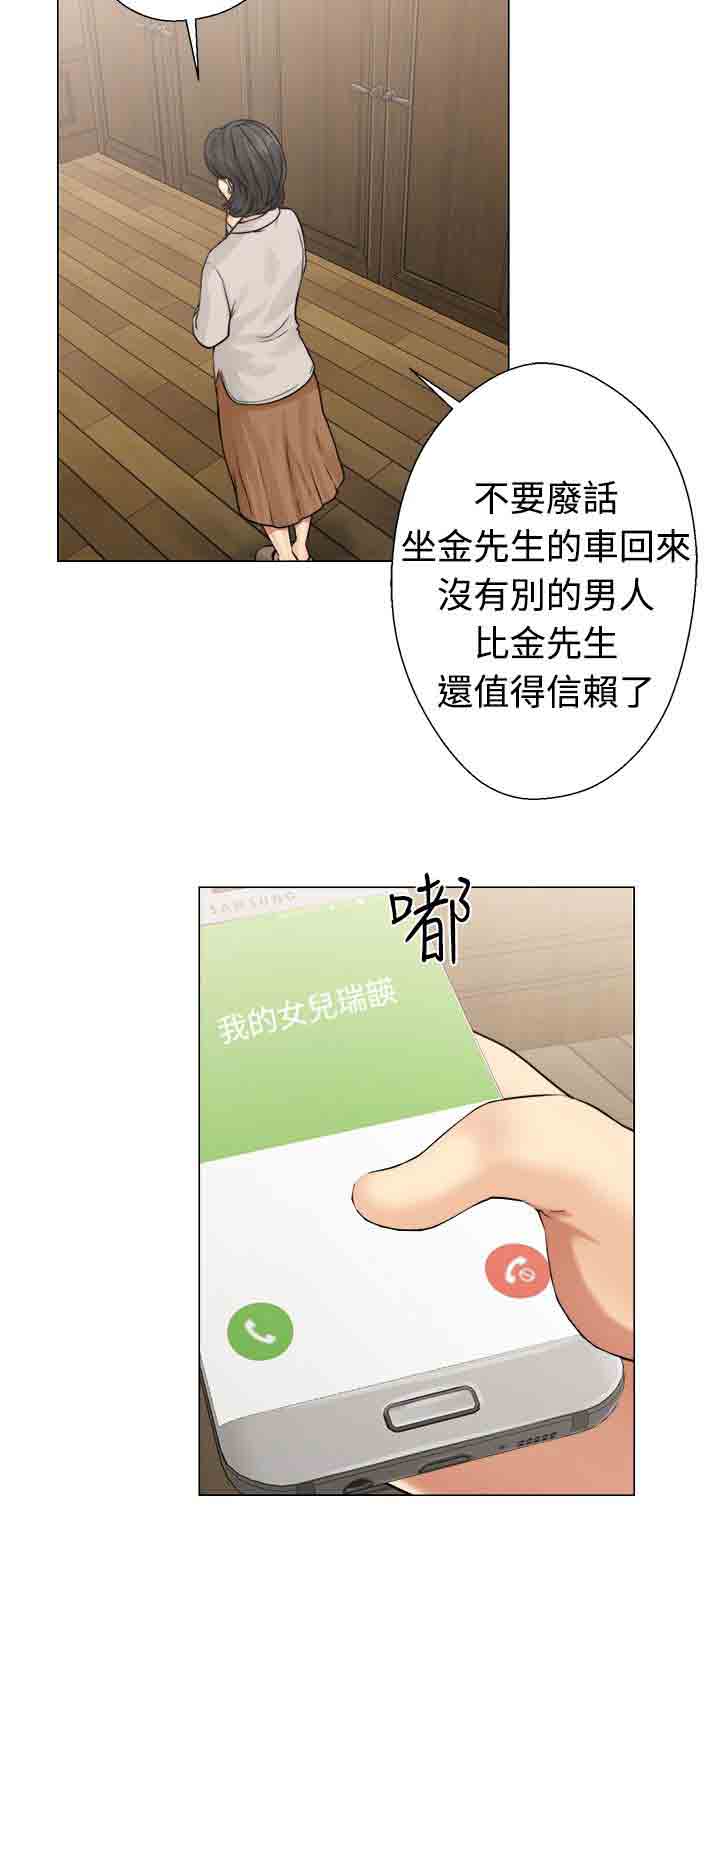 不要廢話
坐金先生的車回來
沒有別的男人
比金先生
還值得信賴了
嘟
SAMSUNG
我的女兒瑞韺